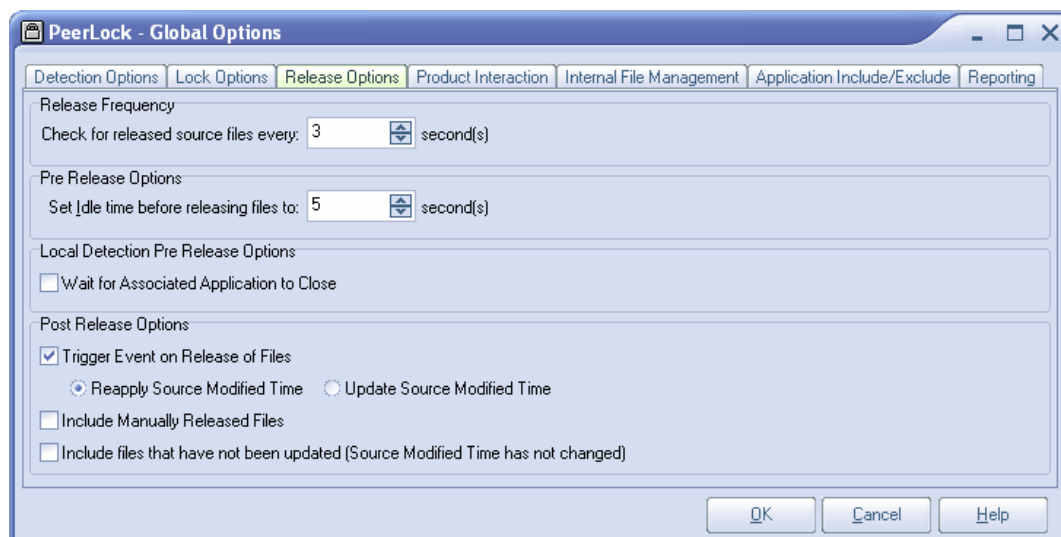 PeerLock - Global Options
Detection Options Lock Options Release Options Product Interaction Internal File Management Application Include/Exclude Reporting
Release Frequency
Check for released source files every: 3 second(s)
Pre Release Options
Set Idle time before releasing files to: 5 second(s)
Local Detection Pre Release Options
Wait for Associated Application to Close
Post Release Options
Trigger Event on Release of Files
Reapply Source Modified Time Update Source Modified Time
Include Manually Released Files
Include files that have not been updated (Source Modified Time has not changed)
OK Cancel Help